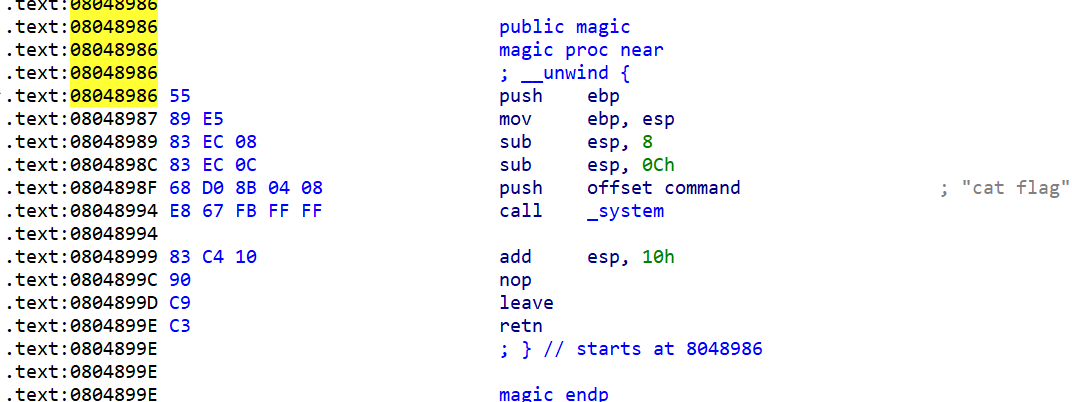 .text:08048986
.text:08048986 public magic
.text:08048986 magic proc near
.text:08048986 ; __unwind {
.text:08048986 55 push ebp
.text:08048987 89 E5 mov ebp, esp
.text:08048989 83 EC 08 sub esp, 8
.text:0804898C 83 EC 0C sub esp, 0Ch
.text:0804898F 68 D0 8B 04 08 push offset command ; "cat flag"
.text:08048994 E8 67 FB FF FF call _system
.text:08048994
.text:08048999 83 C4 10 add esp, 10h
.text:0804899C 90 nop
.text:0804899D C9 leave
.text:0804899E C3 retn
.text:0804899E ; } // starts at 8048986
.text:0804899E
.text:0804899E magic endp